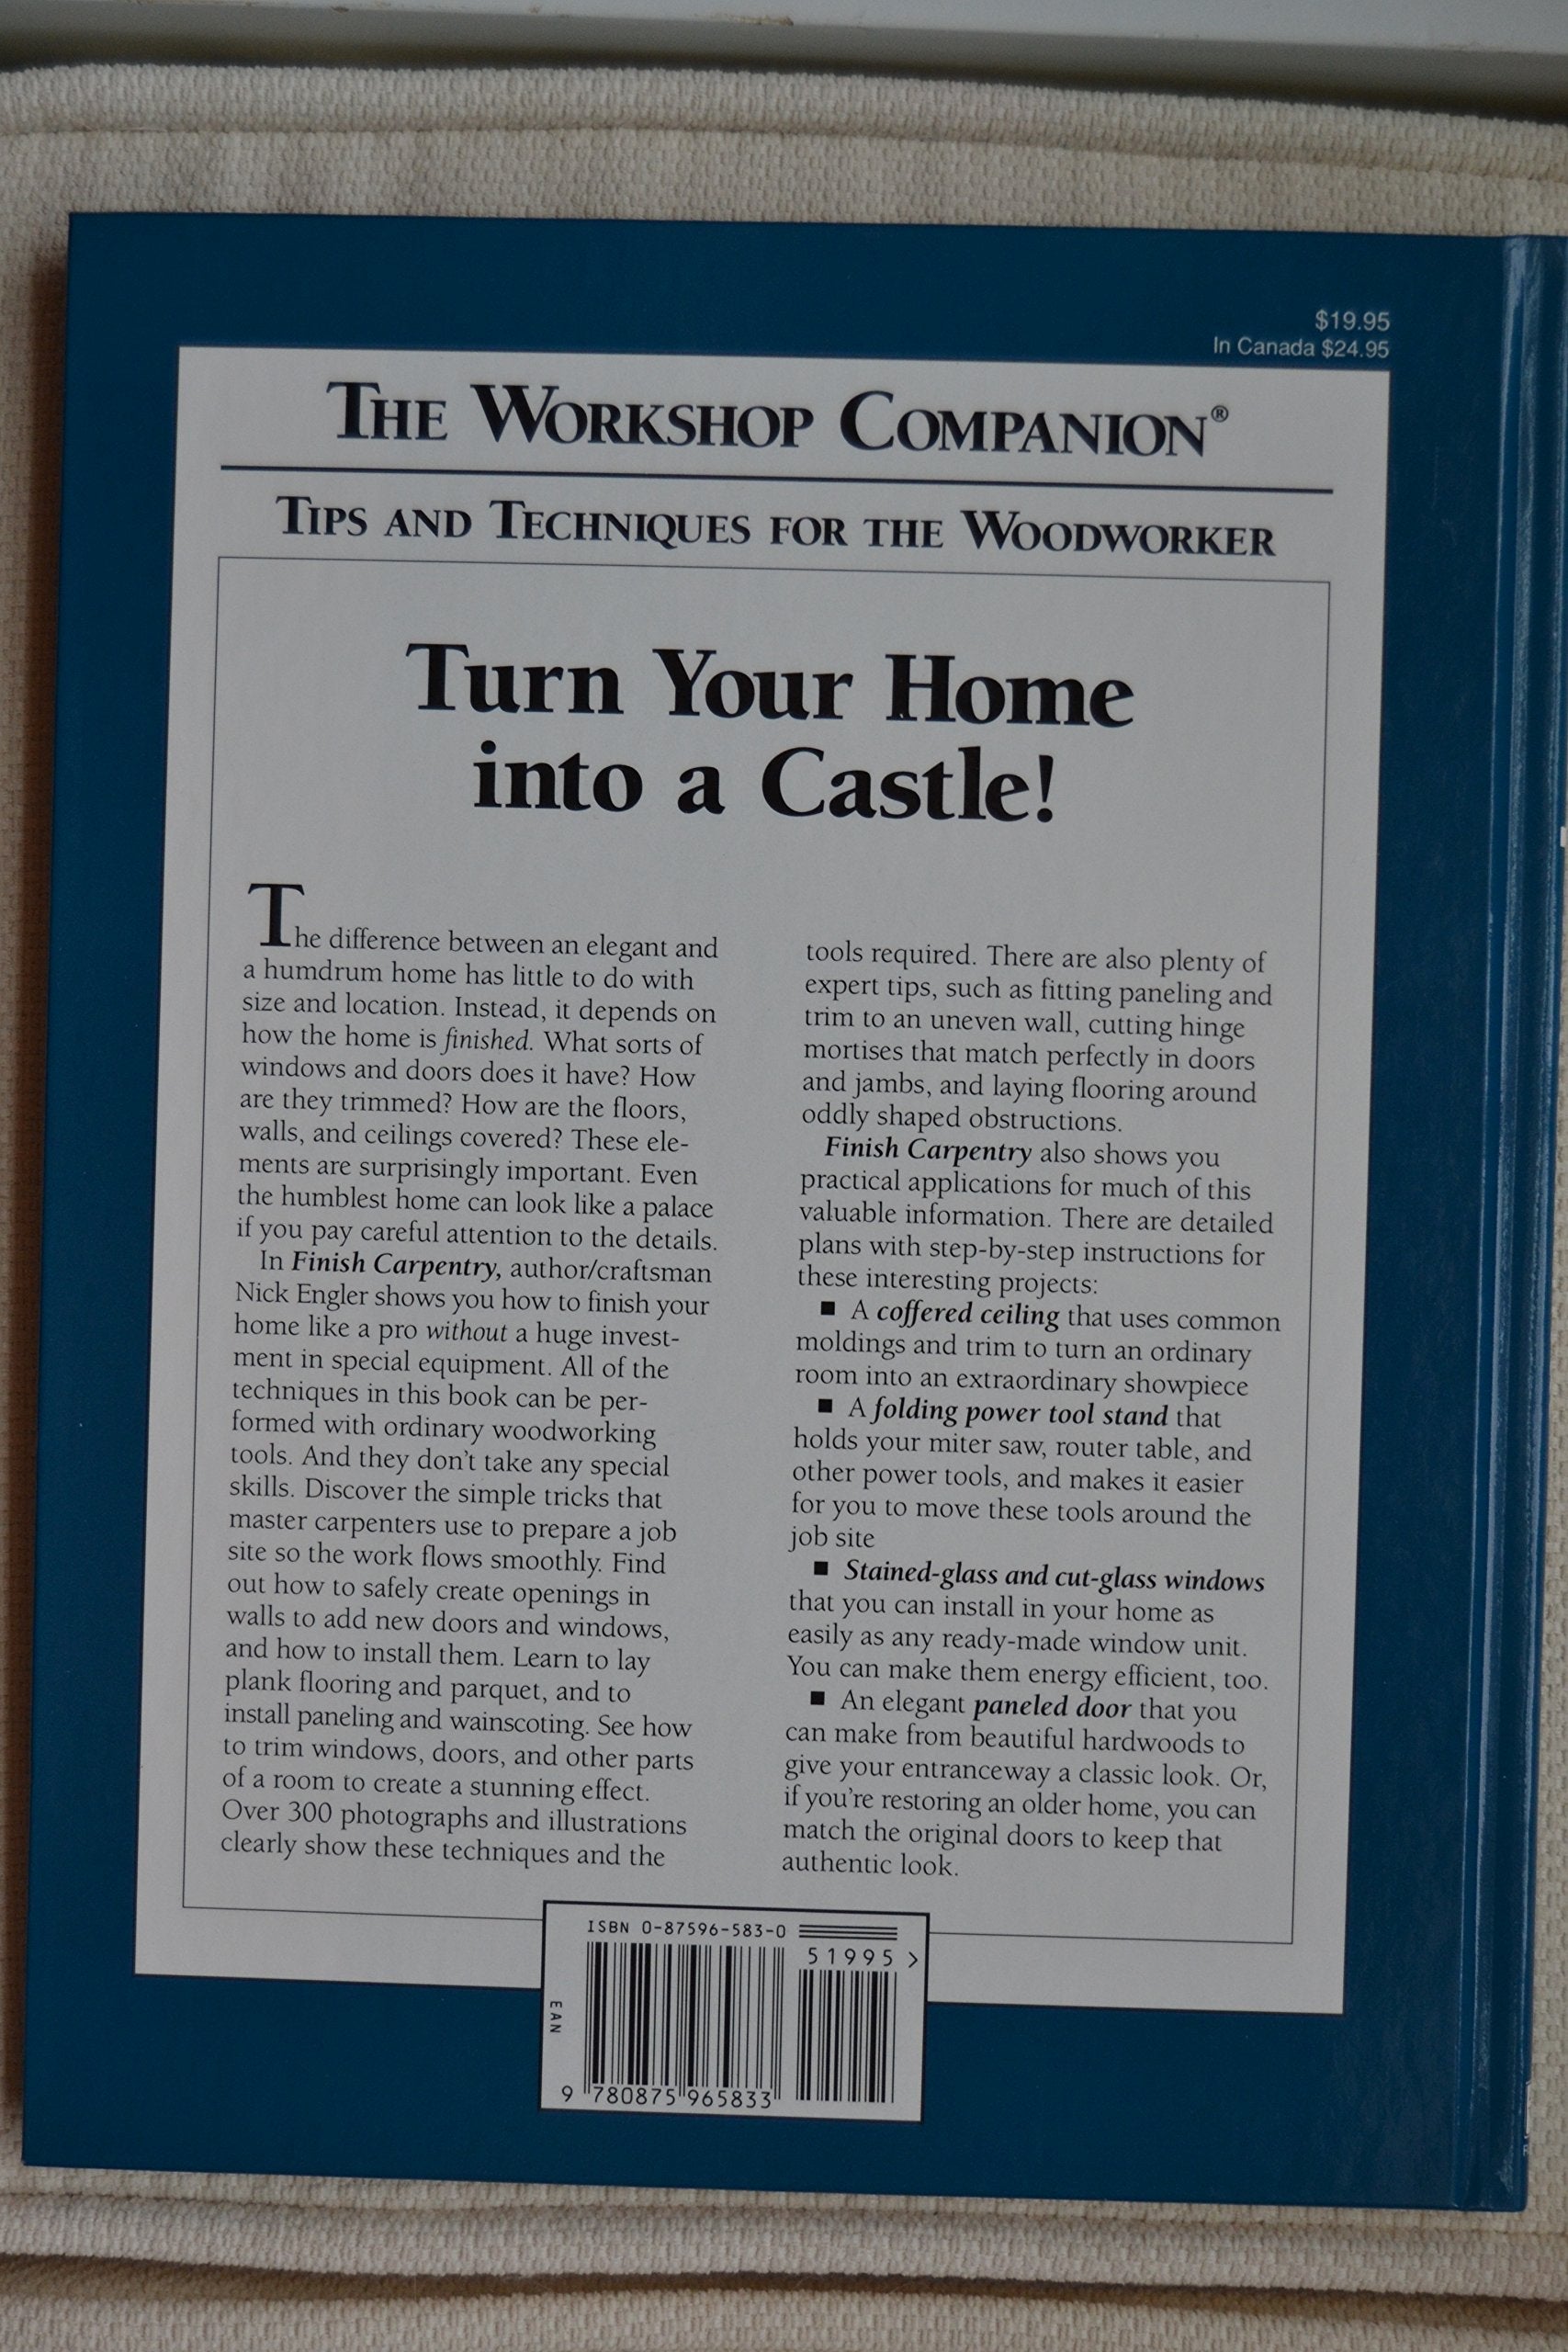 $19.95
In Canada $24.95
THE WORKSHOP COMPANION®
TIPS AND TECHNIQUES FOR THE WOODWORKER
Turn Your Home
into a Castle!
The difference between an elegant and
a humdrum home has little to do with
size and location. Instead, it depends on
how the home is finished. What sorts of
windows and doors does it have? How
are they trimmed? How are the floors,
walls, and ceilings covered? These ele-
ments are surprisingly important. Even
the humblest home can look like a palace
if you pay careful attention to the details.
In Finish Carpentry, author/craftsman
Nick Engler shows you how to finish your
home like a pro without a huge invest-
ment in special equipment. All of the
techniques in this book can be per-
formed with ordinary woodworking
tools. And they don't take any special
skills. Discover the simple tricks that
master carpenters use to prepare a job
site so the work flows smoothly. Find
out how to safely create openings in
walls to add new doors and windows,
and how to install them. Learn to lay
plank flooring and parquet, and to
install paneling and wainscoting. See how
to trim windows, doors, and other parts
of a room to create a stunning effect.
Over 300 photographs and illustrations
clearly show these techniques and the
tools required. There are also plenty of
expert tips, such as fitting paneling and
trim to an uneven wall, cutting hinge
mortises that match perfectly in doors
and jambs, and laying flooring around
oddly shaped obstructions.
Finish Carpentry also shows you
practical applications for much of this
valuable information. There are detailed
plans with step-by-step instructions for
these interesting projects:
■ A coffered ceiling that uses common
moldings and trim to turn an ordinary
room into an extraordinary showpiece
■ A folding power tool stand that
holds your miter saw, router table, and
other power tools, and makes it easier
for you to move these tools around the
job site
■ Stained-glass and cut-glass windows
that you can install in your home as
easily as any ready-made window unit.
You can make them energy efficient, too.
■ An elegant paneled door that you
can make from beautiful hardwoods to
give your entranceway a classic look. Or,
if you're restoring an older home, you can
match the original doors to keep that
authentic look.
ISBN 0-87596-583-0
51995 >
EAN
9 780875 965833